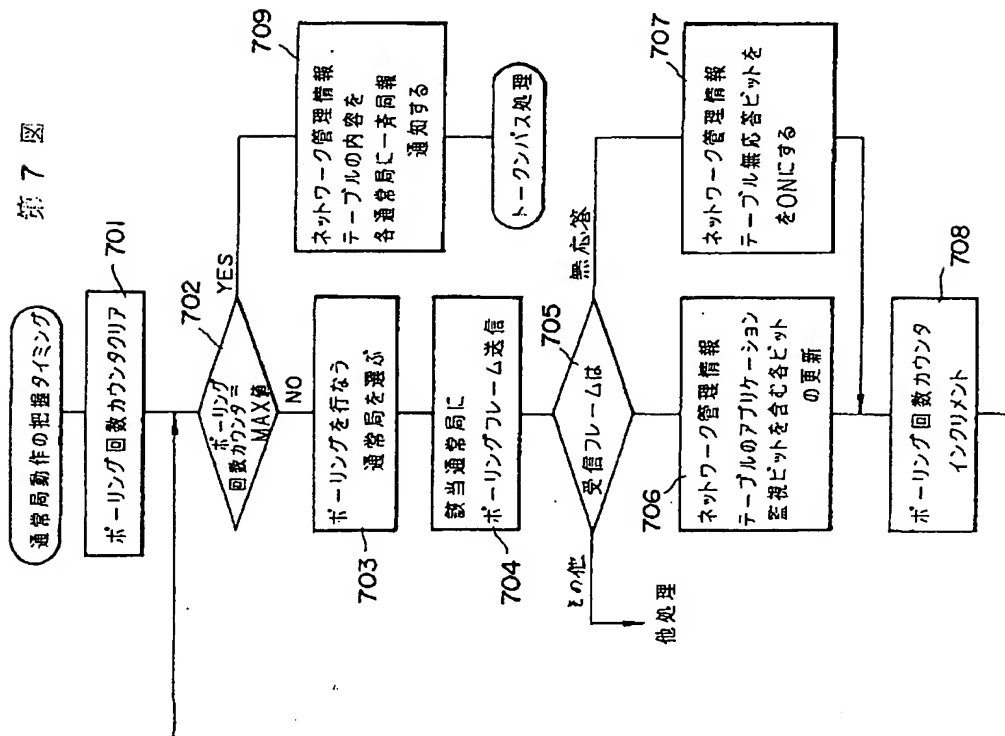 第7図
通常局動作の把握タイミング
701
ポーリング回数カウンタクリア
702
ポーリング
回数カウンタ=
MAX値
YES
NO
709
ネットワーク管理情報
テーブルの内容を
各通常局に一斉同報
通知する
トークンパス処理
703
ポーリングを行なう
通常局を選ぶ
704
該当通常局に
ポーリングフレーム送信
705
受信フレームは
無応答
その他
他処理
706
ネットワーク管理情報
テーブルのアプリケーション
監視ビットを含む各ビット
の更新
707
ネットワーク管理情報
テーブル無応答ビットを
をONにする
708
ポーリング回数カウンタ
インクリメント